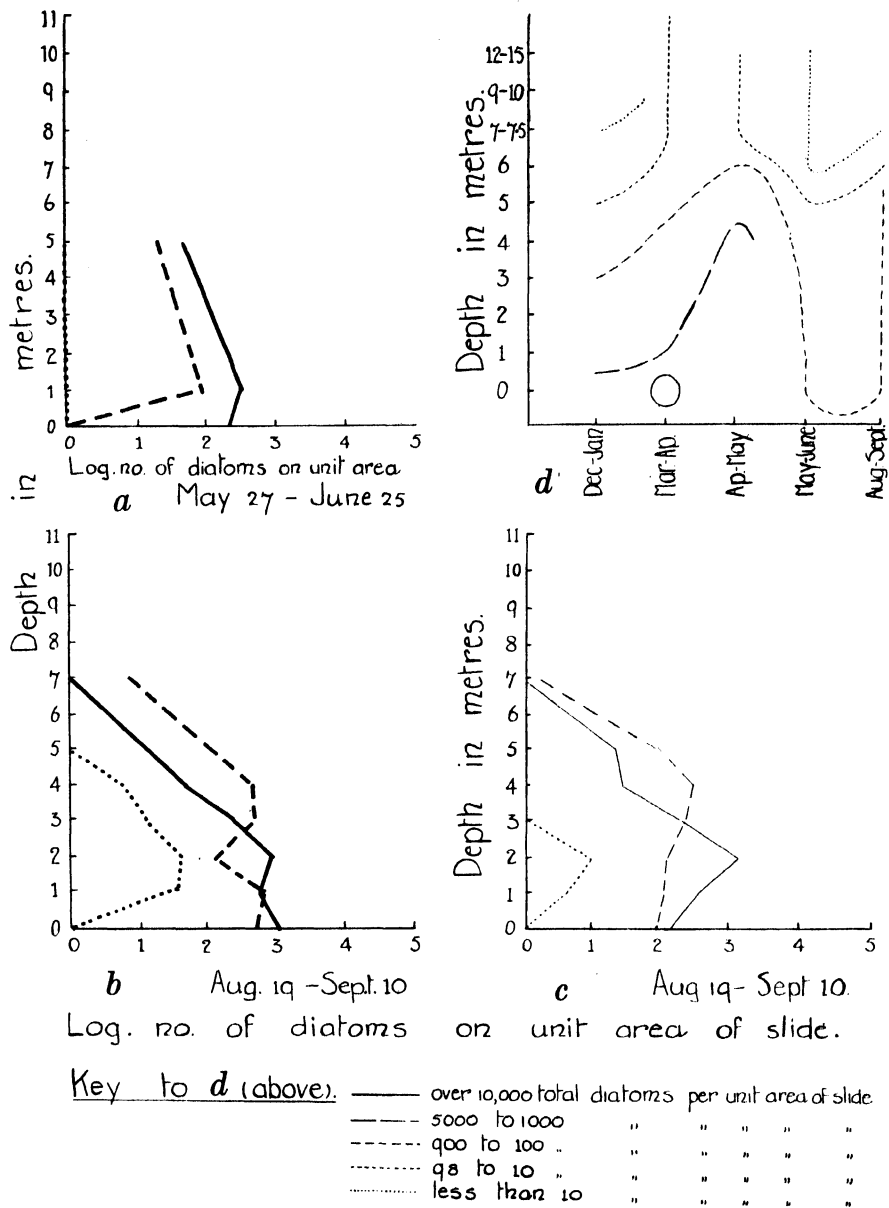 11
10
9
8
7
6
5
4
3
2
1
0
0 1 2 3 4 5
Log. no. of diatoms on unit area
a May 27 - June 25
Depth in metres.
12-15
9-10
7-7·5
6
5
4
3
2
1
0
Depth in metres.
d
Dec-Jan
Mar-Ap.
Ap.-May.
May-June
Aug-Sept.
11
10
9
8
7
6
5
4
3
2
1
0
0 1 2 3 4 5
b Aug. 19 - Sept. 10
11
10
9
8
7
6
5
4
3
2
1
0
Depth in metres.
0 1 2 3 4 5
c Aug 19 - Sept 10.
Log. no. of diatoms on unit area of slide.
Key to d (above).
over 10,000 total diatoms per unit area of slide
5000 to 1000 " " " " "
900 to 100 " " " " " "
98 to 10 " " " " " "
less than 10 " " " " "